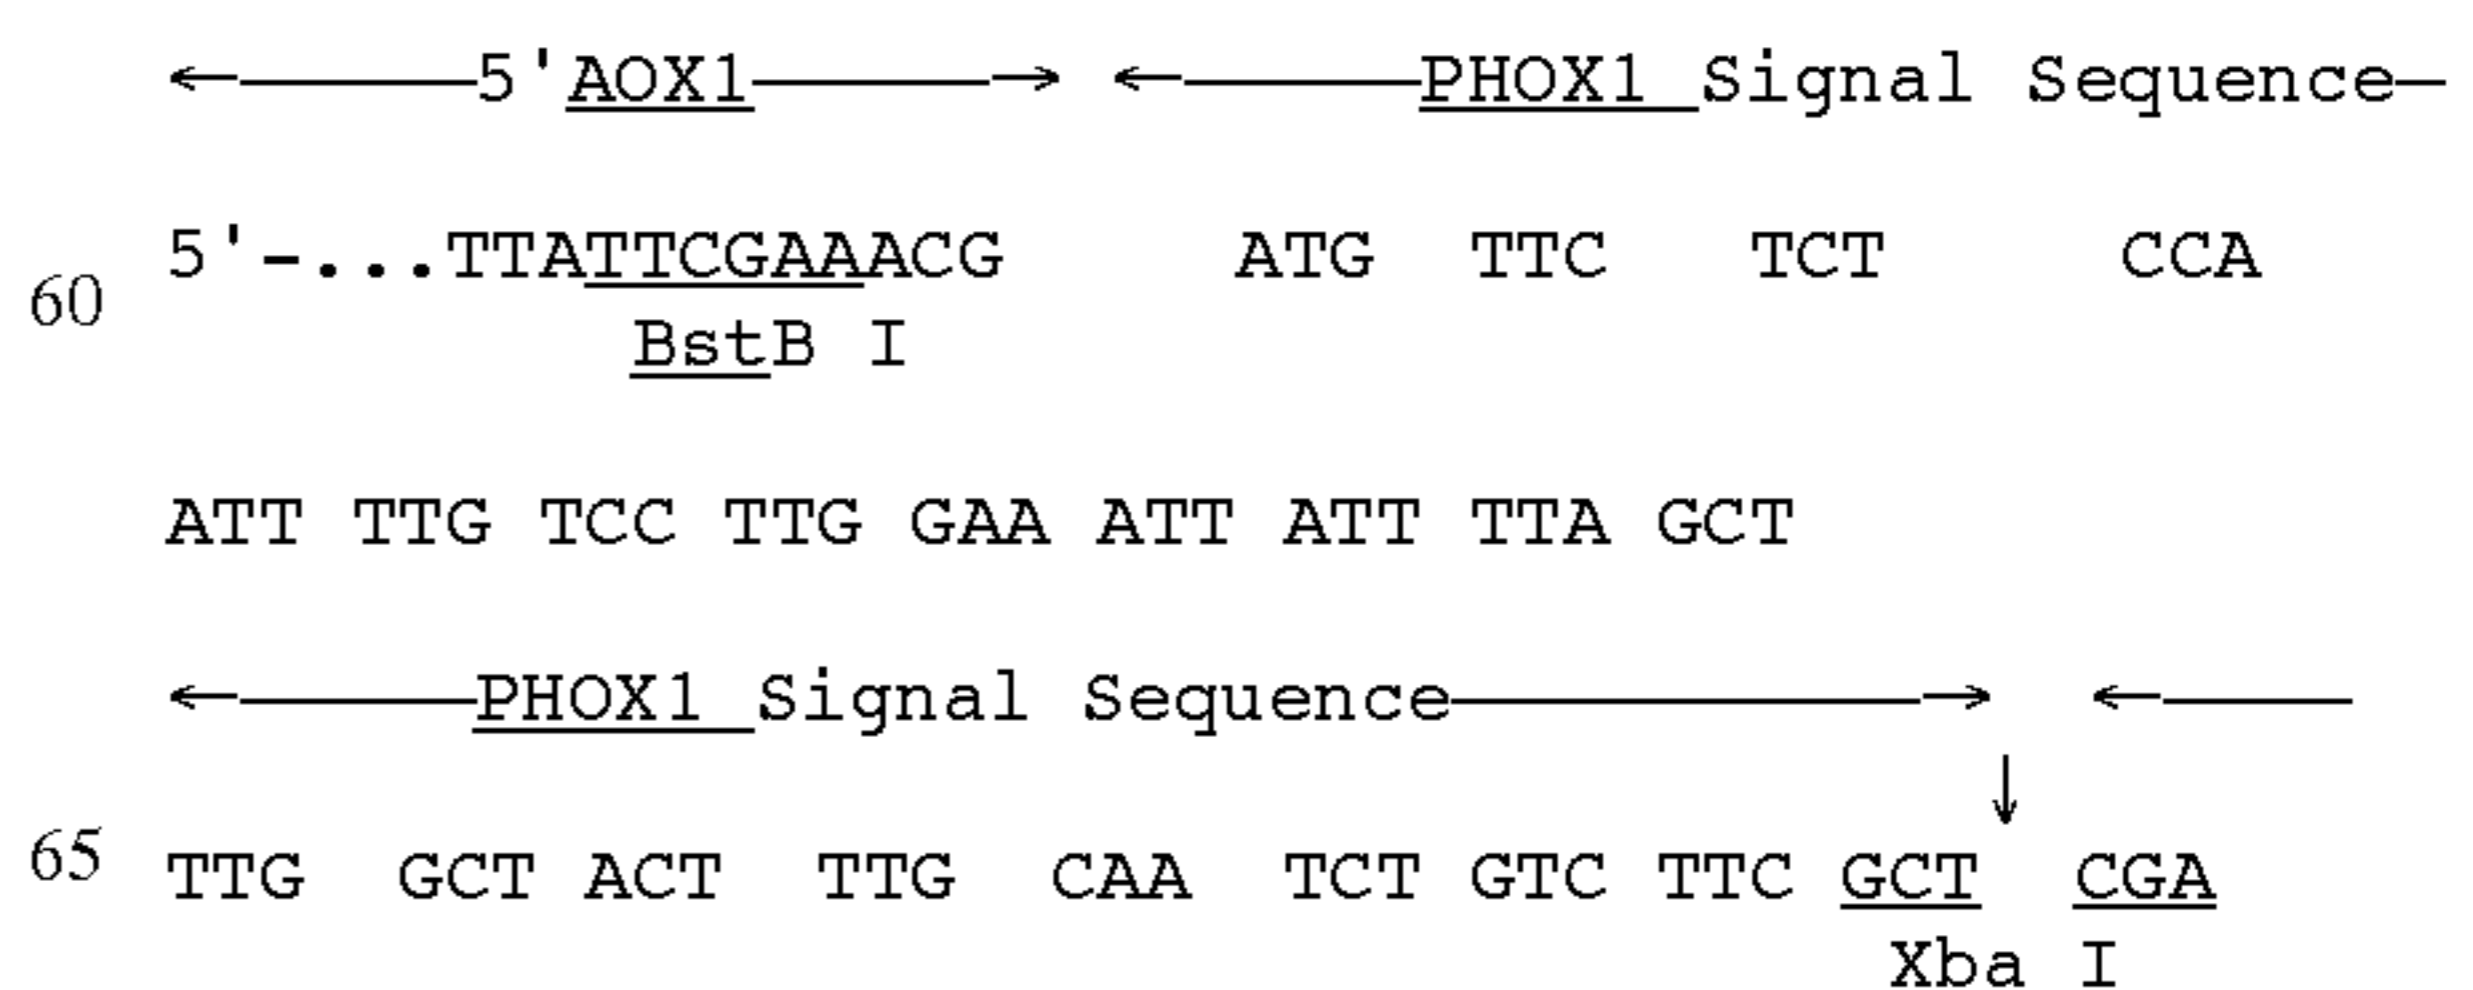 ←———5'AOX1———→ ←———PHOX1 Signal Sequence—
5'-...TTATTCGAAACG ATG TTC TCT CCA
60
BstB I
ATT TTG TCC TTG GAA ATT ATT TTA GCT
←———PHOX1 Signal Sequence———→ ←——
↓
65 TTG GCT ACT TTG CAA TCT GTC TTC GCT CGA
Xba I